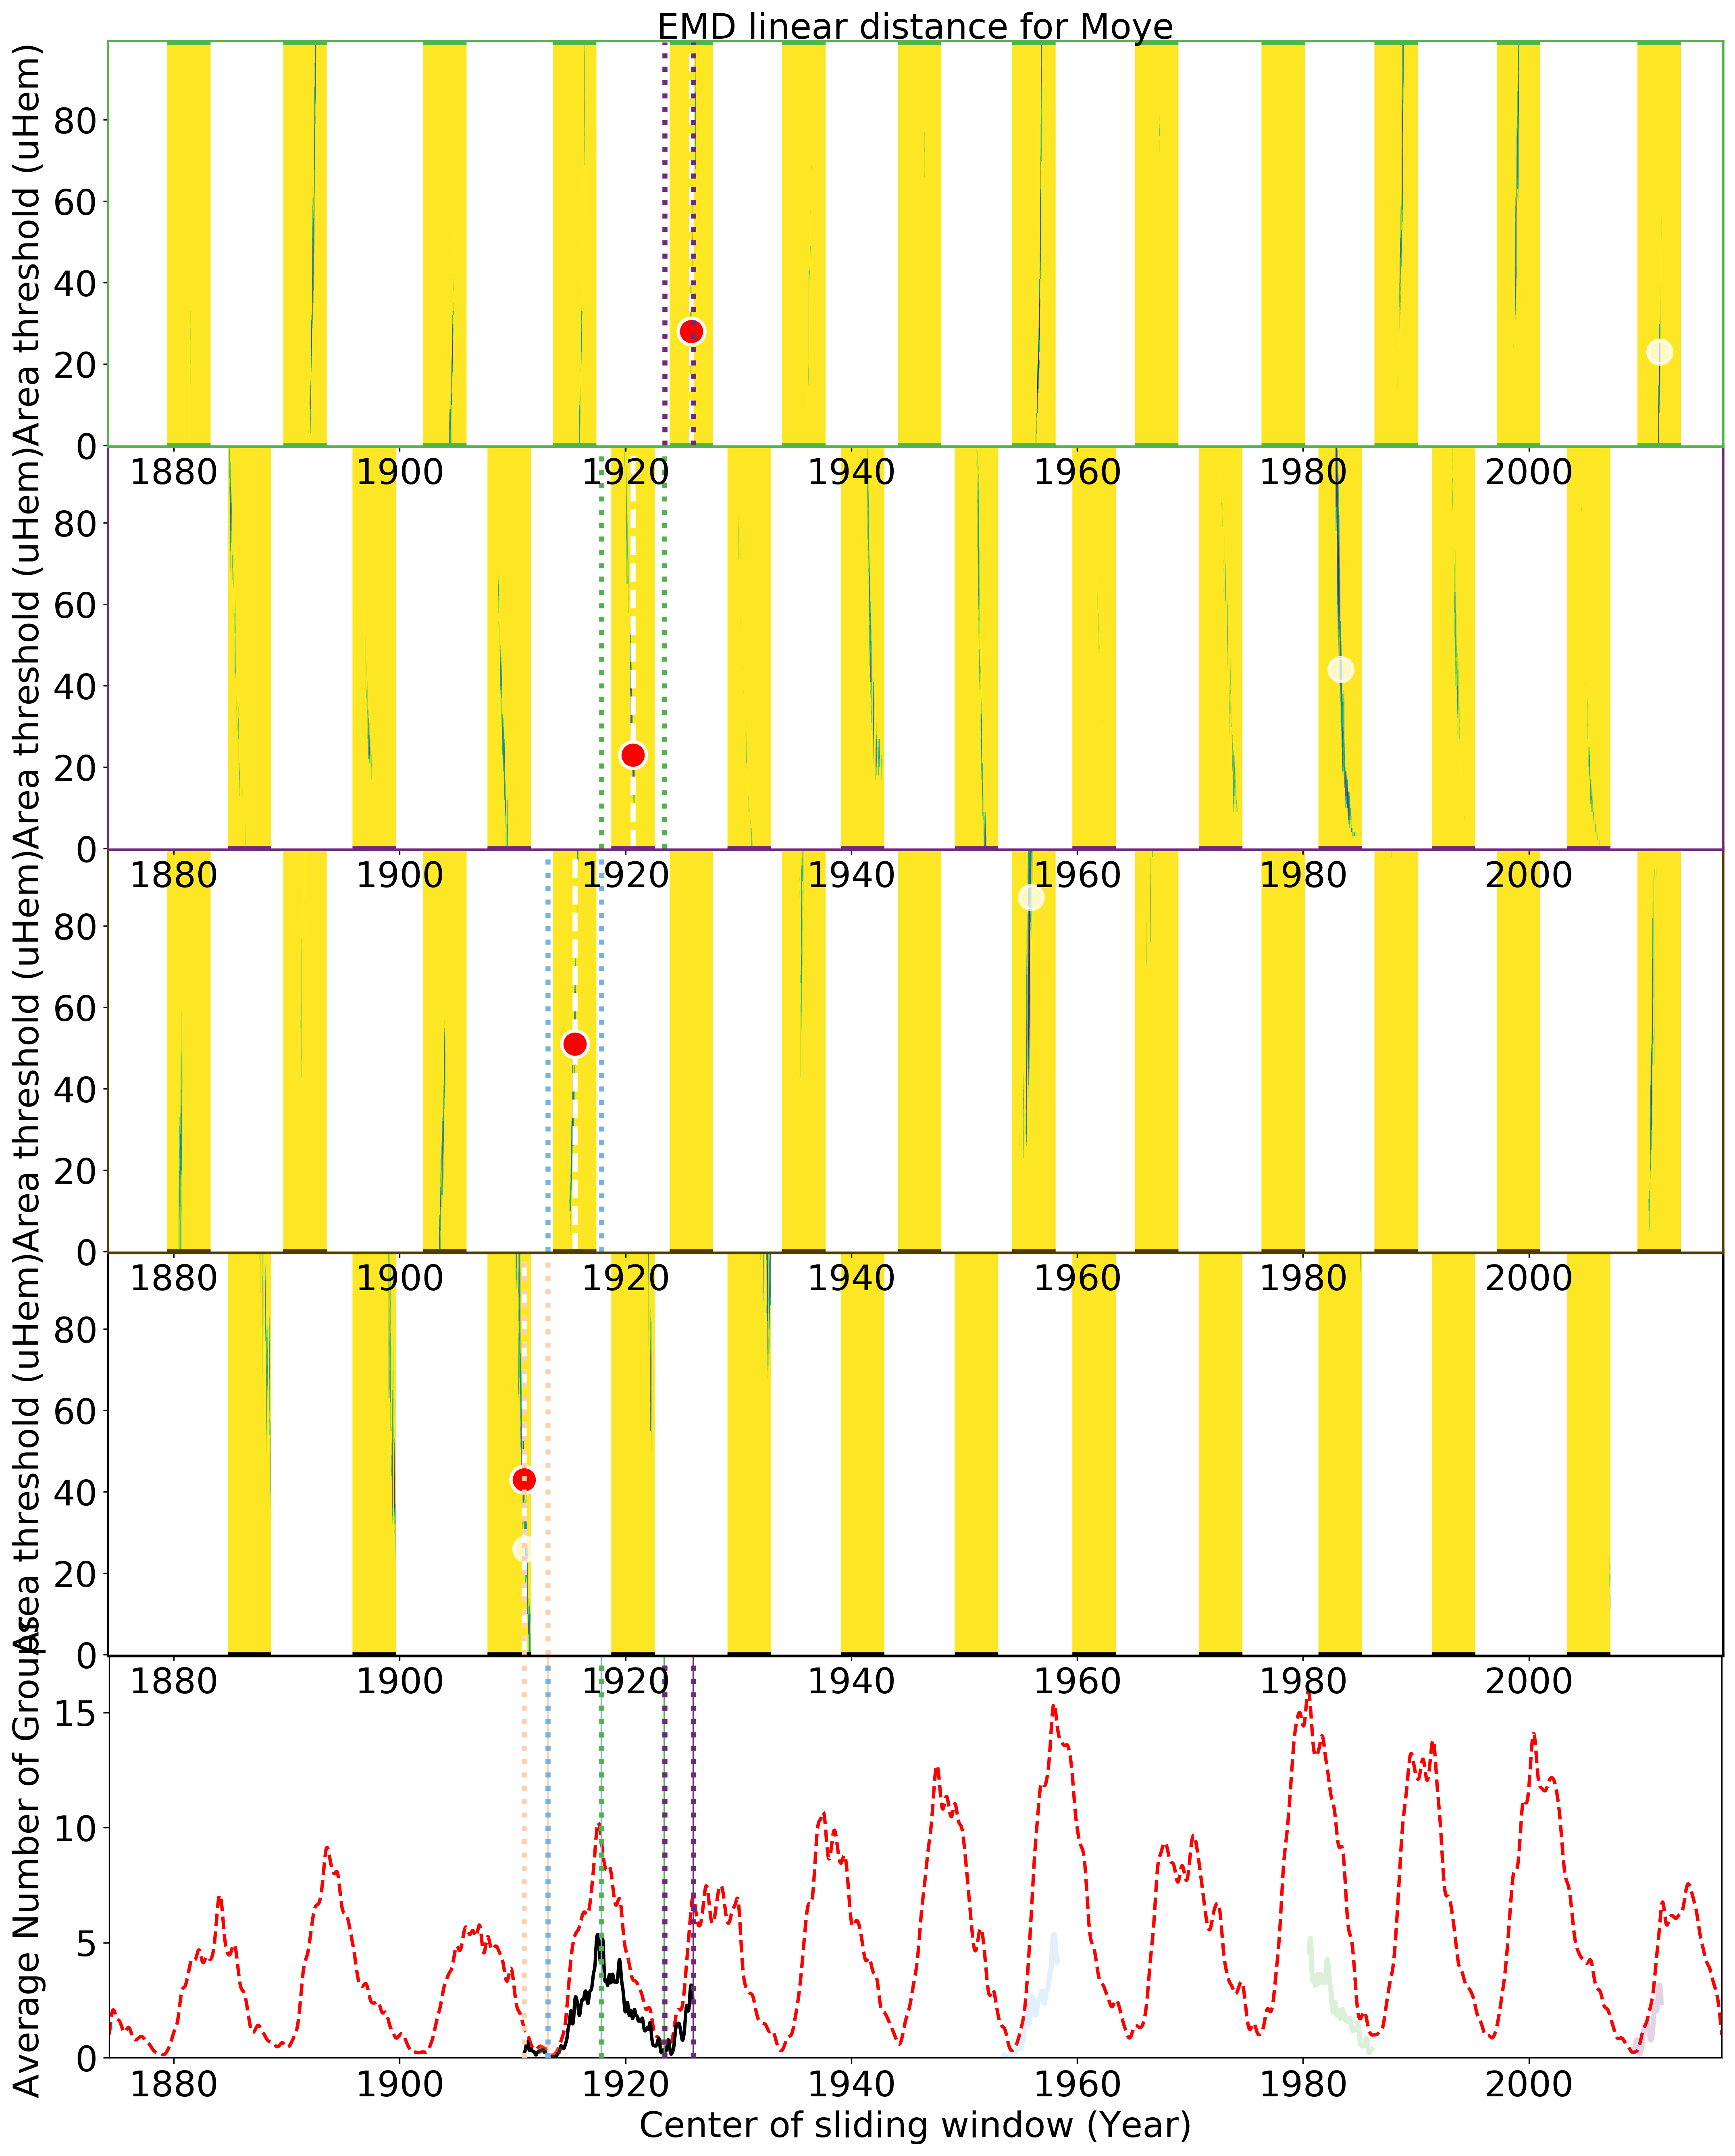 EMD linear distance for Moye
Area threshold (uHem)
80
60
40
20
0
1880 1900 1920 1940 1960 1980 2000
Area threshold (uHem)
80
60
40
20
0
1880 1900 1920 1940 1960 1980 2000
Area threshold (uHem)
80
60
40
20
0
1880 1900 1920 1940 1960 1980 2000
Area threshold (uHem)
80
60
40
20
0
1880 1900 1920 1940 1960 1980 2000
Average Number of Groups
15
10
5
0
1880 1900 1920 1940 1960 1980 2000
Center of sliding window (Year)